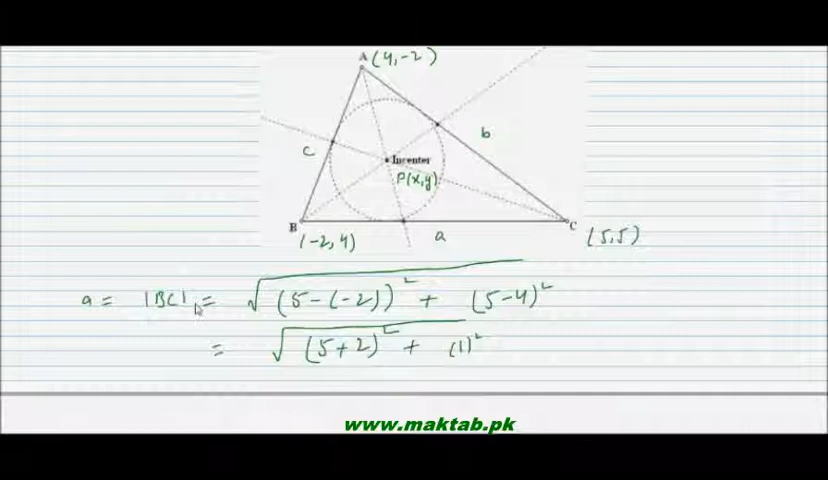 A (4,-2)
c
b
Incenter
P(x,y)
B
C
(-2,4)
a
(5,5)
a = |BC| = √(5-(-2))² + (5-4)²
= √(5+2)² + (1)²
www.maktab.pk